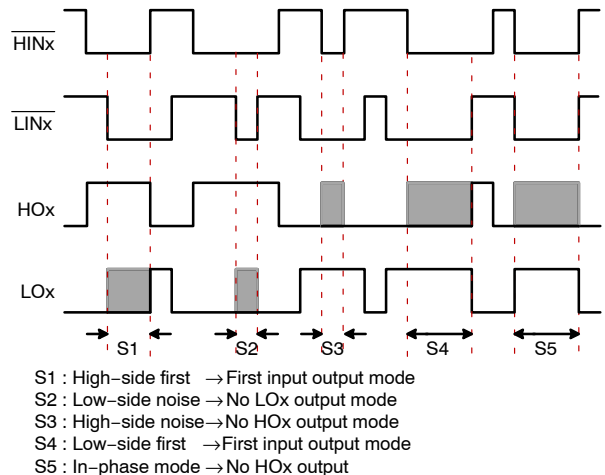 HINx
LINx
HOx
LOx
S1 S2 S3 S4 S5
S1 : High−side first →First input output mode
S2 : Low−side noise→No LOx output mode
S3 : High−side noise→No HOx output mode
S4 : Low−side first →First input output mode
S5 : In−phase mode→No HOx output